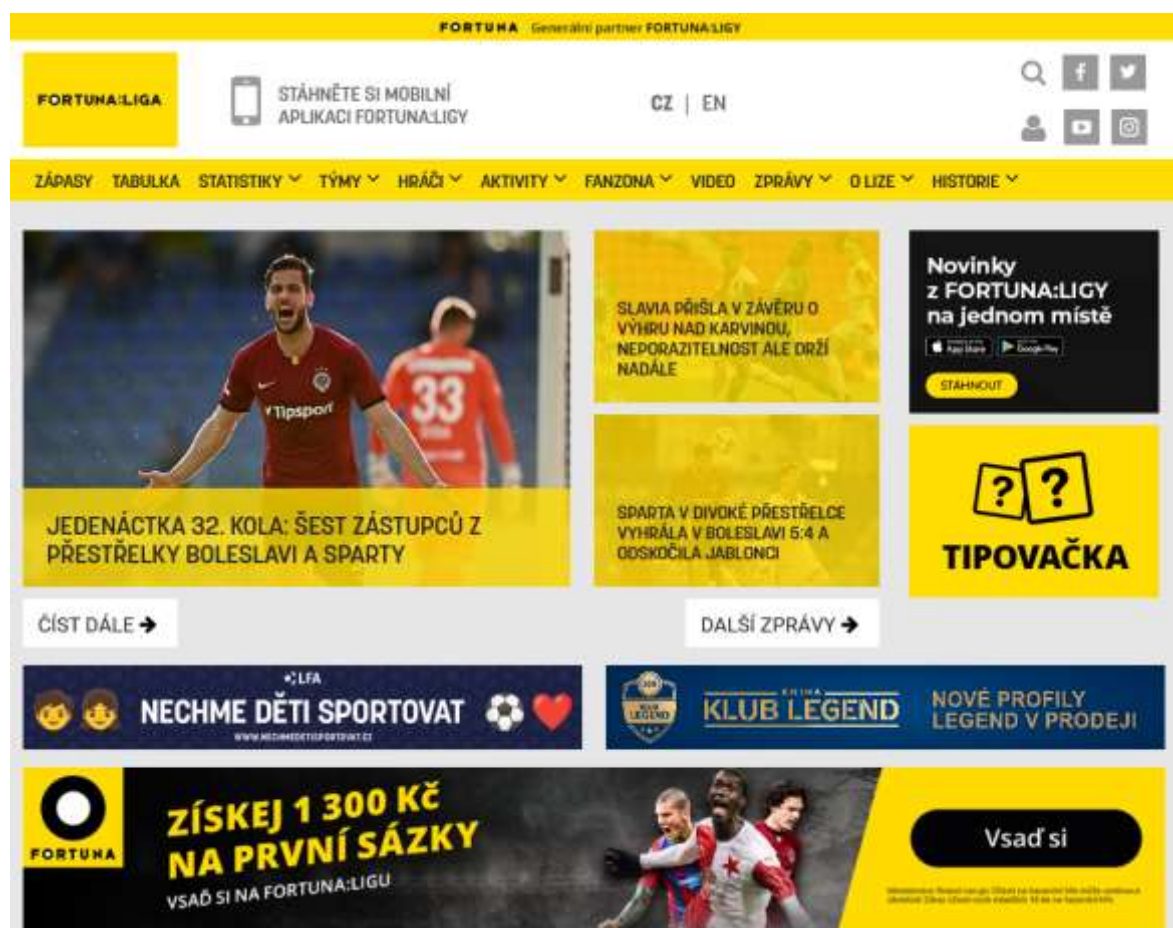 FORTUNA Generální partner FORTUNA:LIGY
FORTUNA:LIGA
STÁHNĚTE SI MOBILNÍ
APLIKACI FORTUNA:LIGY
CZ | EN
ZÁPASY TABULKA STATISTIKY TÝMY HRÁČI AKTIVITY FANZONA VIDEO ZPRÁVY O LIZE HISTORIE
Tipsport
33
JEDENÁCTKA 32. KOLA: ŠEST ZÁSTUPCŮ Z
PŘESTŘELKY BOLESLAVI A SPARTY
SLAVIA PŘIŠLA V ZÁVĚRU O
VÝHRU NAD KARVINOU,
NEPORAZITELNOST ALE DRŽÍ
NADÁLE
SPARTA V DIVOKÉ PŘESTŘELCE
VYHRÁLA V BOLESLAVI 5:4 A
ODSKOČILA JABLONCI
Novinky
z FORTUNA:LIGY
na jednom místě
App Store Google Play
STÁHNOUT
? ?
TIPOVAČKA
ČÍST DÁLE
DALŠÍ ZPRÁVY
LFA
NECHME DĚTI SPORTOVAT
WWW.NECHMEDETISPORTOVAT.CZ
KLUB
LEGEND
KNIHA
KLUB LEGEND
NOVÉ PROFILY
LEGEND V PRODEJI
FORTUNA
ZÍSKEJ 1 300 KČ
NA PRVNÍ SÁZKY
VSAĎ SI NA FORTUNA:LIGU
Vsaď si